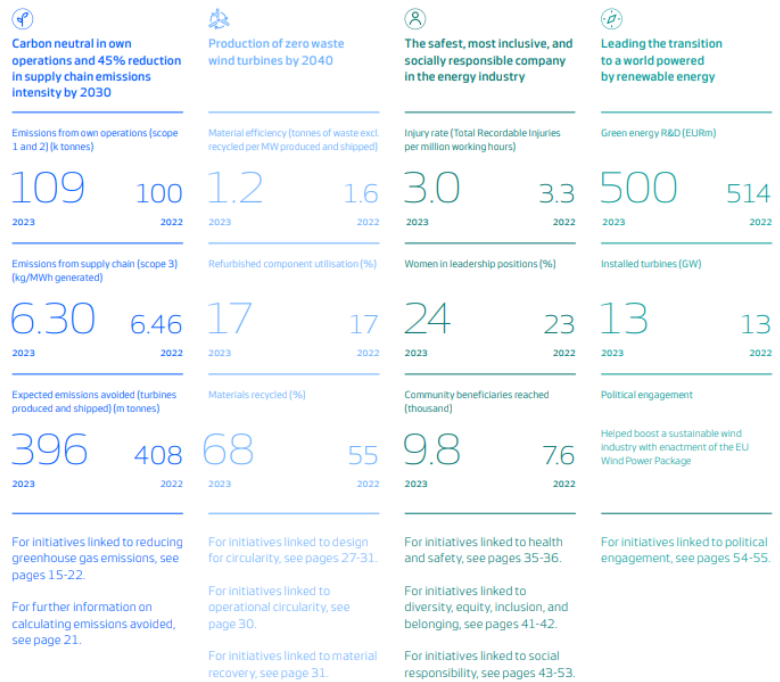 Carbon neutral in own
operations and 45% reduction
in supply chain emissions
intensity by 2030
Emissions from own operations (scope
1 and 2) (k tonnes)
109 100
2023 2022
Emissions from supply chain (scope 3)
(kg/MWh generated)
6.30 6.46
2023 2022
Expected emissions avoided (turbines
produced and shipped) (m tonnes)
396 408
2023 2022
For initiatives linked to reducing
greenhouse gas emissions, see
pages 15-22.
For further information on
calculating emissions avoided,
see page 21.
Production of zero waste
wind turbines by 2040
Material efficiency (tonnes of waste excl.
recycled per MW produced and shipped)
1.2 1.6
2023 2022
Refurbished component utilisation (%)
17 17
2023 2022
Materials recycled (%)
68 55
2023 2022
For initiatives linked to design
for circularity, see pages 27-31.
For initiatives linked to
operational circularity, see
page 30.
For initiatives linked to material
recovery, see page 31.
The safest, most inclusive, and
socially responsible company
in the energy industry
Injury rate (Total Recordable Injuries
per million working hours)
3.0 3.3
2023 2022
Women in leadership positions (%)
24 23
2023 2022
Community beneficiaries reached
(thousand)
9.8 7.6
2023 2022
For initiatives linked to health
and safety, see pages 35-36.
For initiatives linked to
diversity, equity, inclusion, and
belonging, see pages 41-42.
For initiatives linked to social
responsibility, see pages 43-53.
Leading the transition
to a world powered
by renewable energy
Green energy R&D (EURm)
500 514
2023 2022
Installed turbines (GW)
13 13
2023 2022
Political engagement
Helped boost a sustainable wind
industry with enactment of the EU
Wind Power Package
For initiatives linked to political
engagement, see pages 54-55.